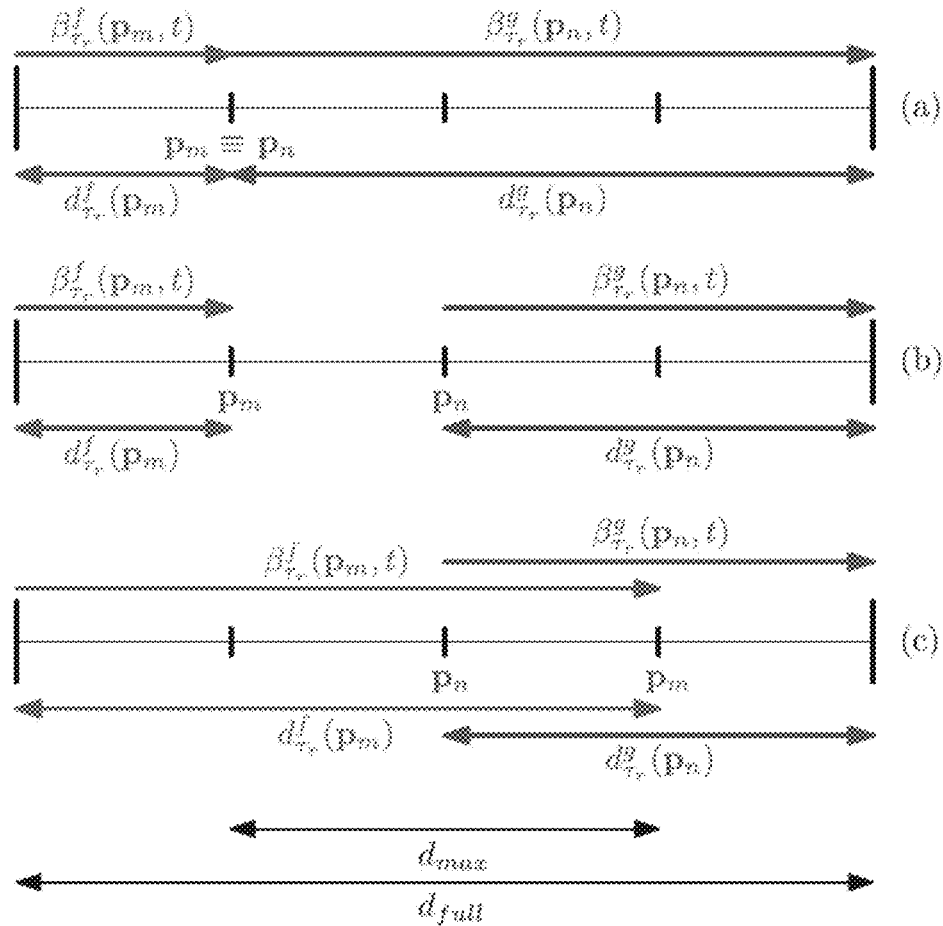 β^f_{τ_r}(p_m, t) β^g_{τ_r}(p_n, t)
(a)
p_m ≡ p_n
d^f_{τ_r}(p_m) d^g_{τ_r}(p_n)
β^f_{τ_r}(p_m, t) β^g_{τ_r}(p_n, t)
(b)
p_m p_n
d^f_{τ_r}(p_m) d^g_{τ_r}(p_n)
β^g_{τ_r}(p_n, t)
β^f_{τ_r}(p_m, t)
(c)
p_n p_m
d^f_{τ_r}(p_m)
d^g_{τ_r}(p_n)
d_{max}
d_{full}